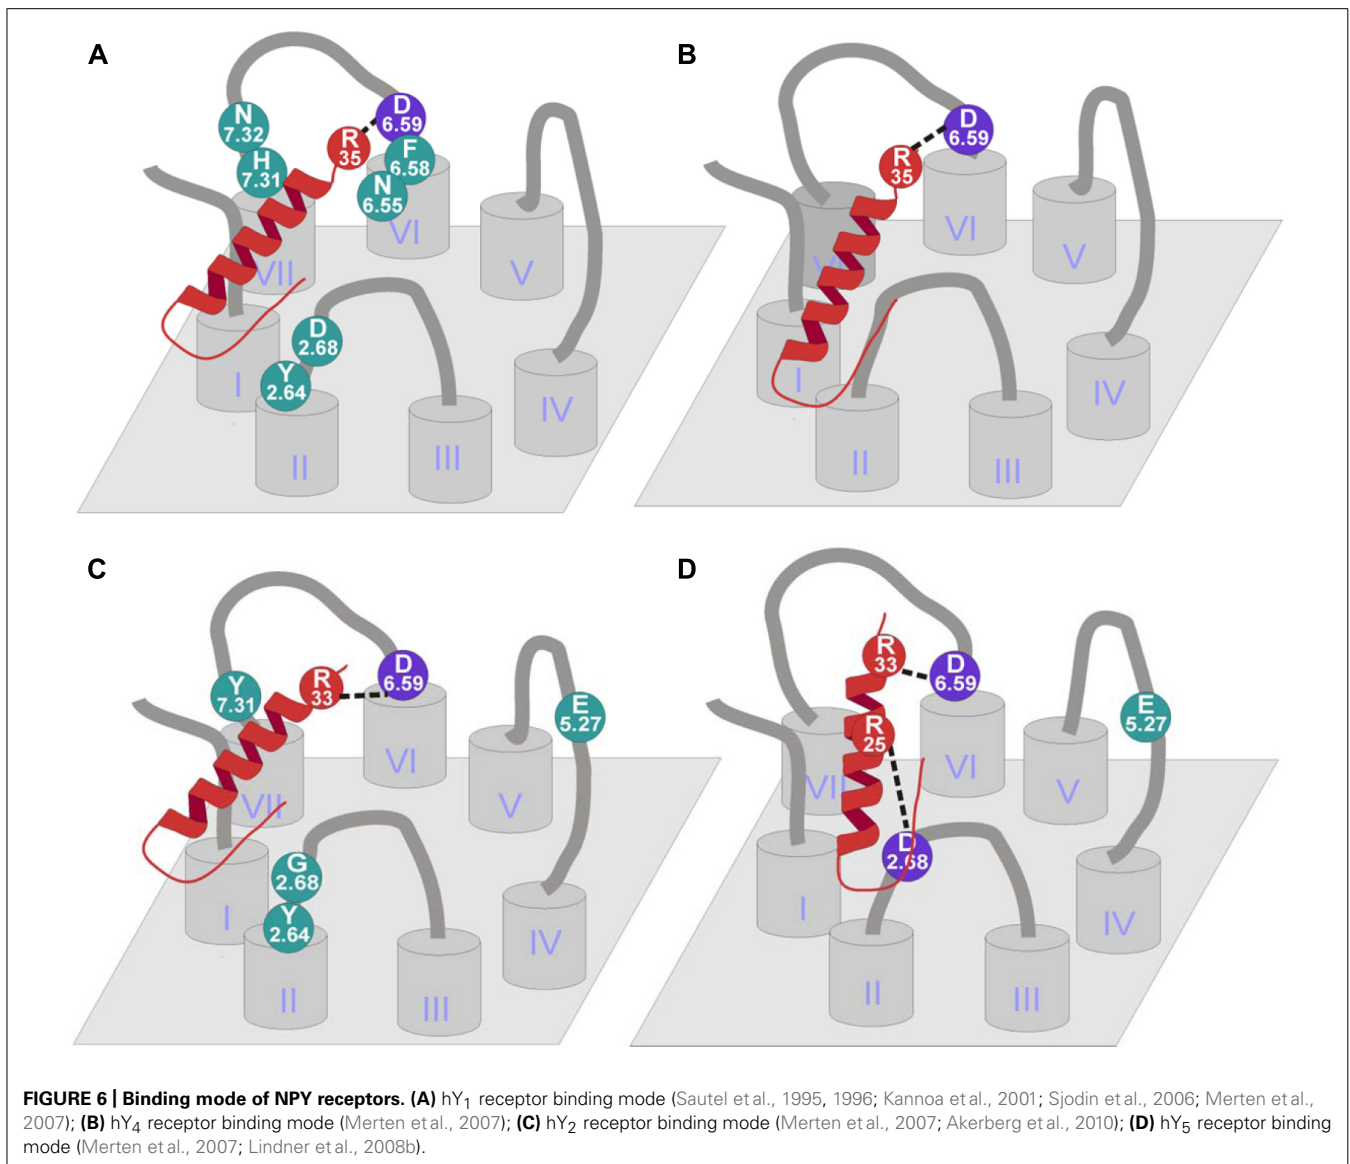 A
N
7.32
H
7.31
R
35
D
6.59
F
6.58
N
6.55
VI
VII
V
D
2.68
Y
2.64
I
II
III
IV
B
D
6.59
R
35
VI
V
I
II
III
IV
C
Y
7.31
R
33
D
6.59
E
5.27
VI
VII
V
G
2.68
Y
2.64
I
II
III
IV
D
R
33
D
6.59
R
25
E
5.27
VI
VII
V
D
2.68
I
II
III
IV
FIGURE 6 | Binding mode of NPY receptors. (A) hY1 receptor binding mode (Sautel et al., 1995, 1996; Kannoa et al., 2001; Sjodin et al., 2006; Merten et al.,
2007); (B) hY4 receptor binding mode (Merten et al., 2007); (C) hY2 receptor binding mode (Merten et al., 2007; Akerberg et al., 2010); (D) hY5 receptor binding
mode (Merten et al., 2007; Lindner et al., 2008b).